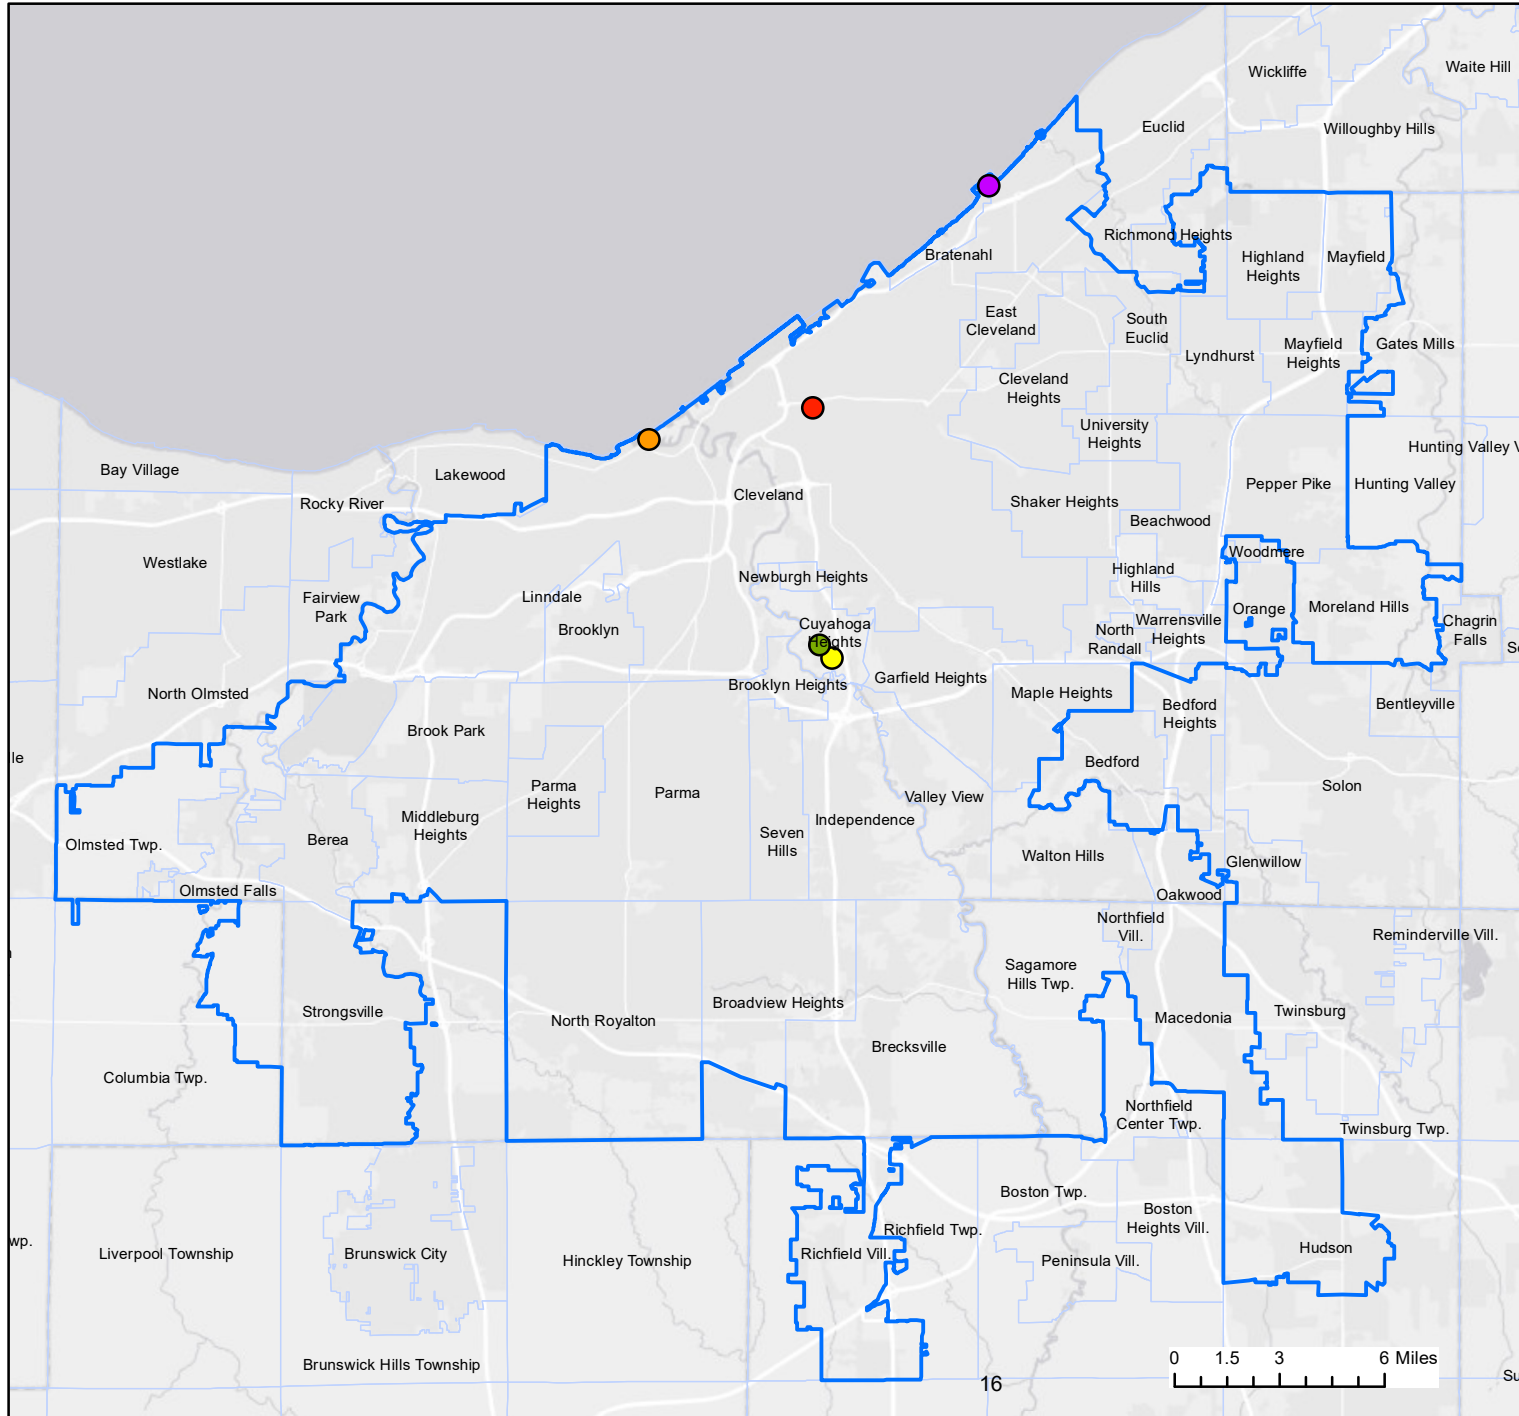 Wickliffe
Waite Hill
Euclid
Willoughby Hills
Richmond Heights
Bratenahl
Highland
Heights
Mayfield
East
Cleveland
South
Euclid
Lyndhurst
Mayfield
Heights
Gates Mills
Cleveland
Heights
University
Heights
Hunting Valley V
Bay Village
Lakewood
Rocky River
Cleveland
Shaker Heights
Pepper Pike
Hunting Valley
Beachwood
Westlake
Woodmere
Newburgh Heights
Highland
Hills
Fairview
Park
Linndale
Brooklyn
Cuyahoga
Heights
North
Randall
Warrensville
Heights
Orange
Moreland Hills
Chagrin
Falls
So
North Olmsted
Brooklyn Heights
Garfield Heights
Maple Heights
Bedford
Heights
Bentleyville
Brook Park
le
Bedford
Parma
Heights
Parma
Valley View
Solon
Middleburg
Heights
Independence
Olmsted Twp.
Berea
Seven
Hills
Walton Hills
Glenwillow
Olmsted Falls
Oakwood
Northfield
Vill.
Reminderville Vill.
Sagamore
Hills Twp.
Strongsville
North Royalton
Broadview Heights
Macedonia
Twinsburg
Brecksville
Columbia Twp.
Northfield
Center Twp.
Twinsburg Twp.
Boston Twp.
Boston
Heights Vill.
wp.
Liverpool Township
Brunswick City
Hinckley Township
Richfield Vill.
Richfield Twp.
Peninsula Vill.
Hudson
Brunswick Hills Township
16
0 1.5 3 6 Miles
Su